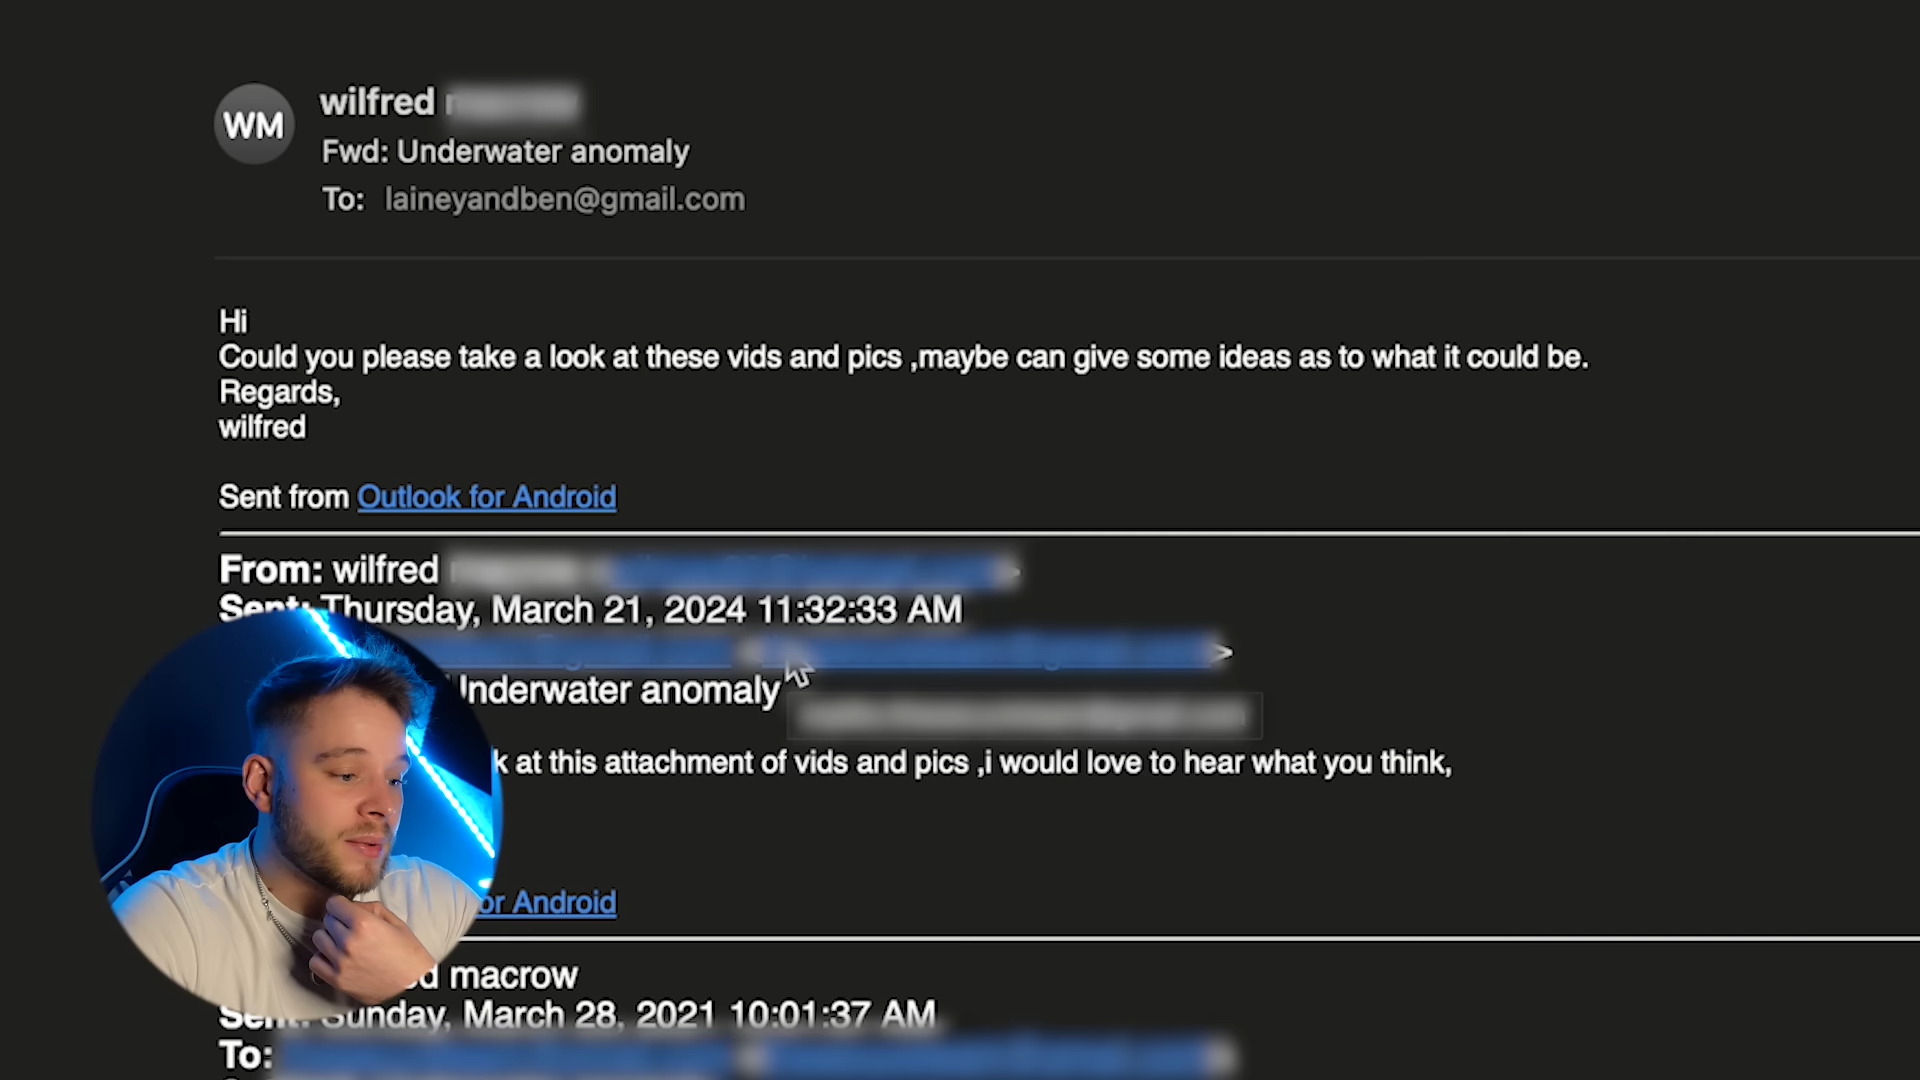 WM
wilfred
Fwd: Underwater anomaly
To: laineyandben@gmail.com
Hi
Could you please take a look at these vids and pics ,maybe can give some ideas as to what it could be.
Regards,
wilfred
Sent from Outlook for Android
From: wilfred
Sent: Thursday, March 21, 2024 11:32:33 AM
>
Underwater anomaly
k at this attachment of vids and pics ,i would love to hear what you think,
or Android
d macrow
Sent: Sunday, March 28, 2021 10:01:37 AM
To: